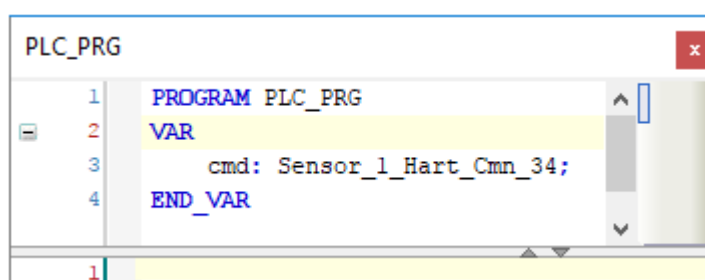 PLC_PRG
x
1 PROGRAM PLC_PRG
2 VAR
3 cmd: Sensor_1_Hart_Cmn_34;
4 END_VAR
1